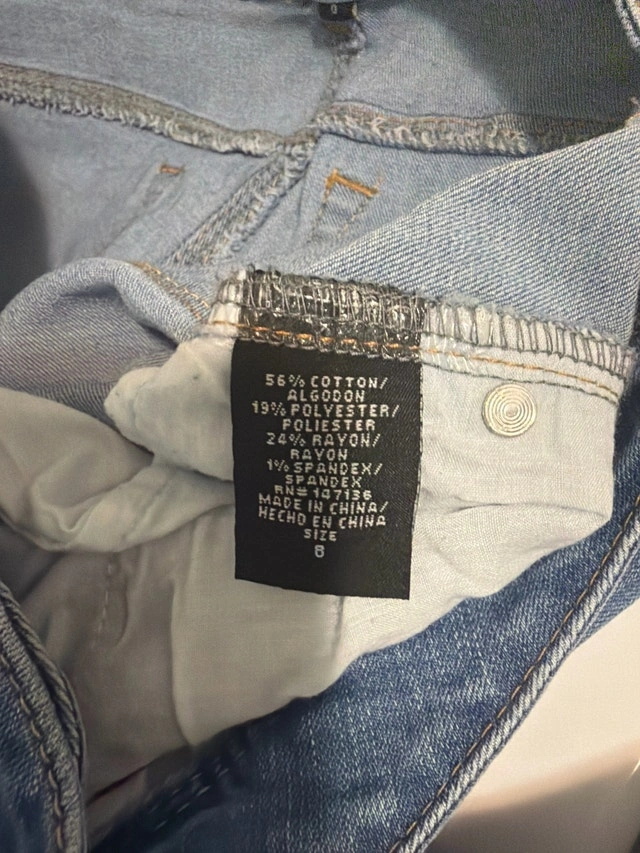 56% COTTON/
ALGODON
19% POLYESTER/
POLIESTER
24% RAYON/
RAYON
1% SPANDEX/
SPANDEX
RN# 147136
MADE IN CHINA/
HECHO EN CHINA
SIZE